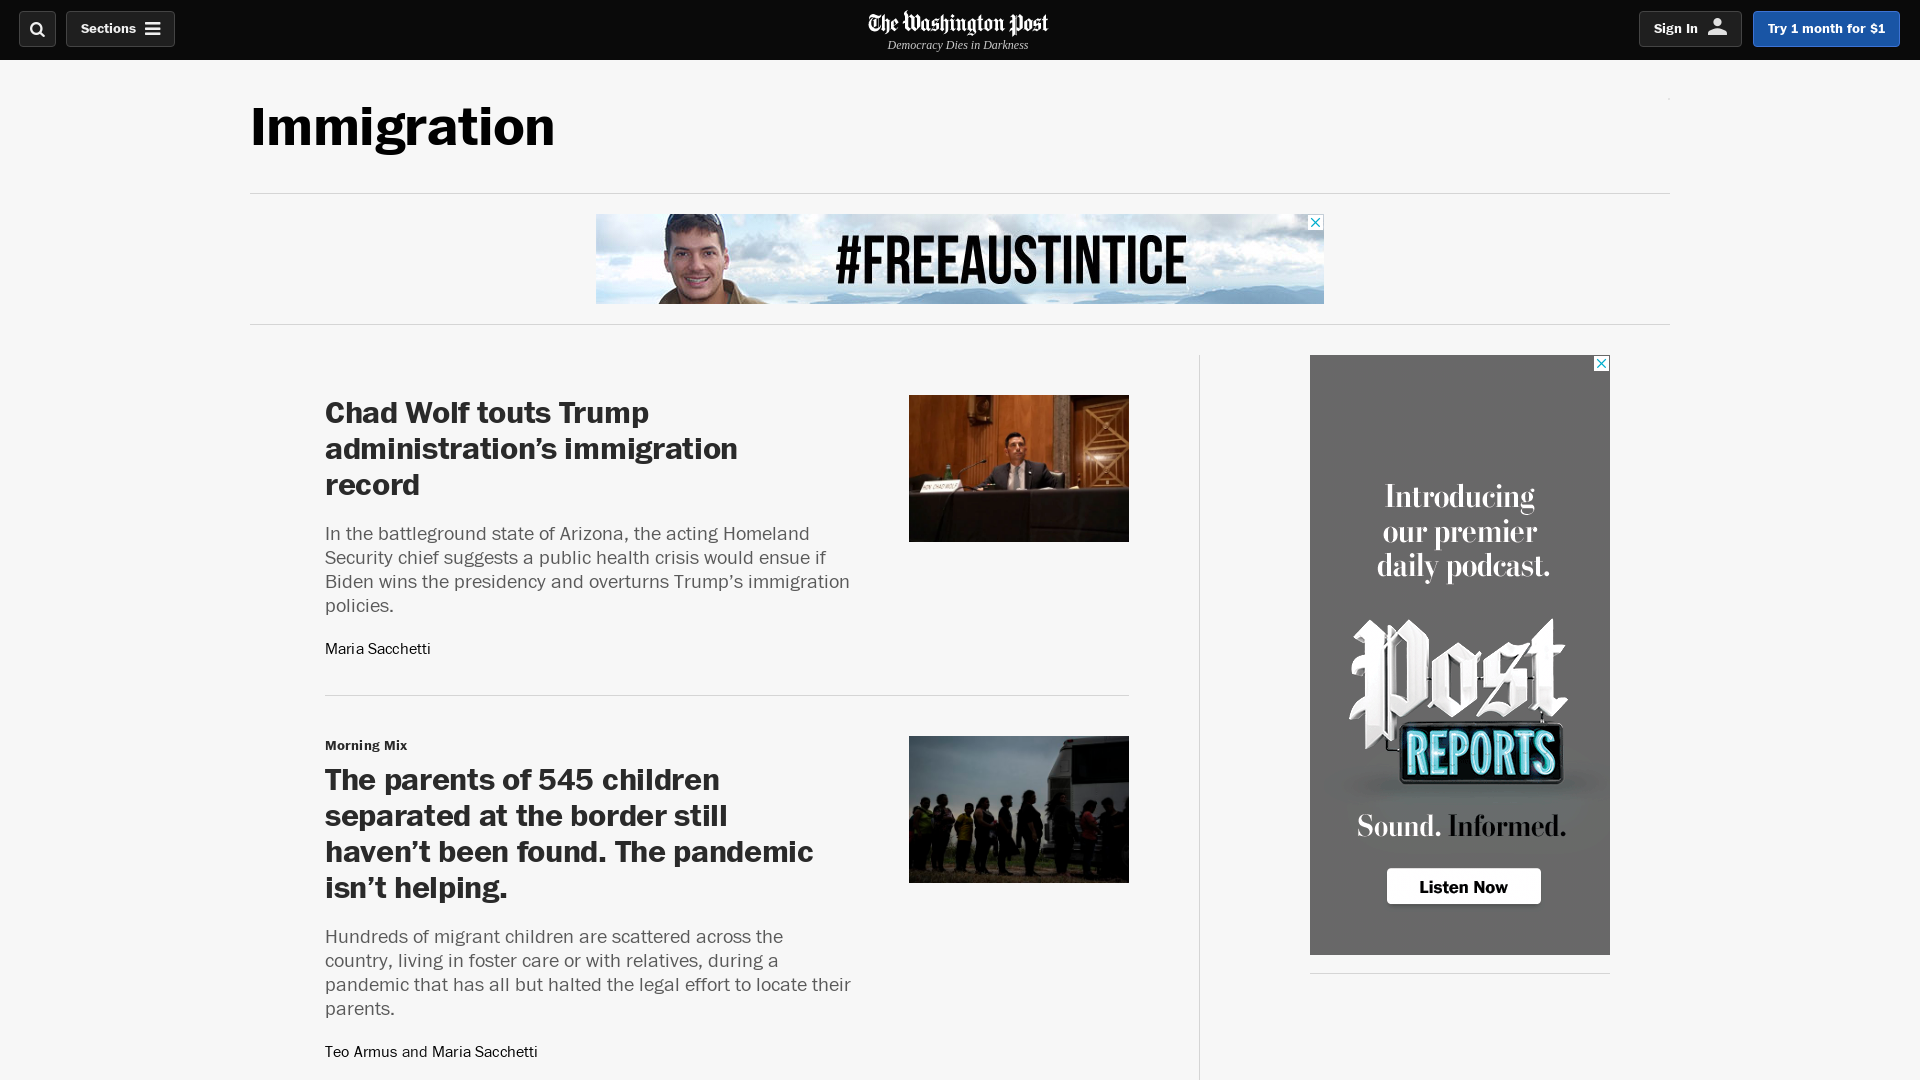 Sections
The Washington Post
Democracy Dies in Darkness
Sign In
Try 1 month for $1
Immigration
#FREEAUSTINTICE
Chad Wolf touts Trump
administration’s immigration
record
In the battleground state of Arizona, the acting Homeland
Security chief suggests a public health crisis would ensue if
Biden wins the presidency and overturns Trump’s immigration
policies.
Maria Sacchetti
Morning Mix
The parents of 545 children
separated at the border still
haven’t been found. The pandemic
isn’t helping.
Hundreds of migrant children are scattered across the
country, living in foster care or with relatives, during a
pandemic that has all but halted the legal effort to locate their
parents.
Teo Armus and Maria Sacchetti
Introducing
our premier
daily podcast.
Post
REPORTS
Sound. Informed.
Listen Now